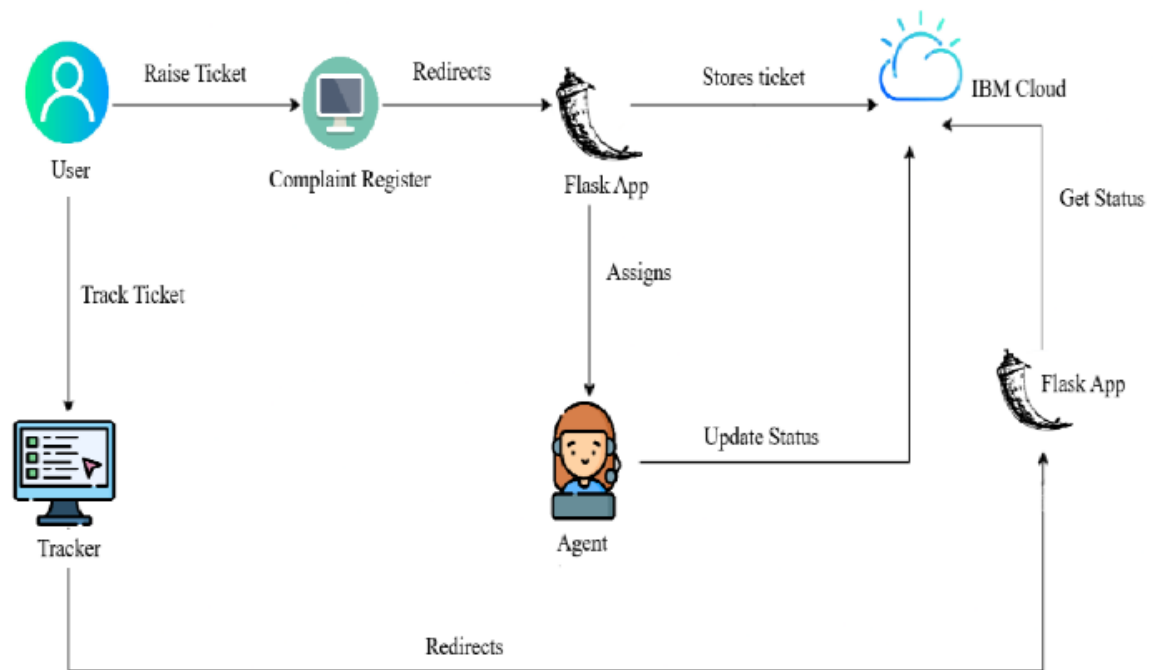 Raise Ticket
Redirects
Stores ticket
IBM Cloud
User
Complaint Register
Flask App
Get Status
Assigns
Track Ticket
Flask App
Update Status
Tracker
Agent
Redirects